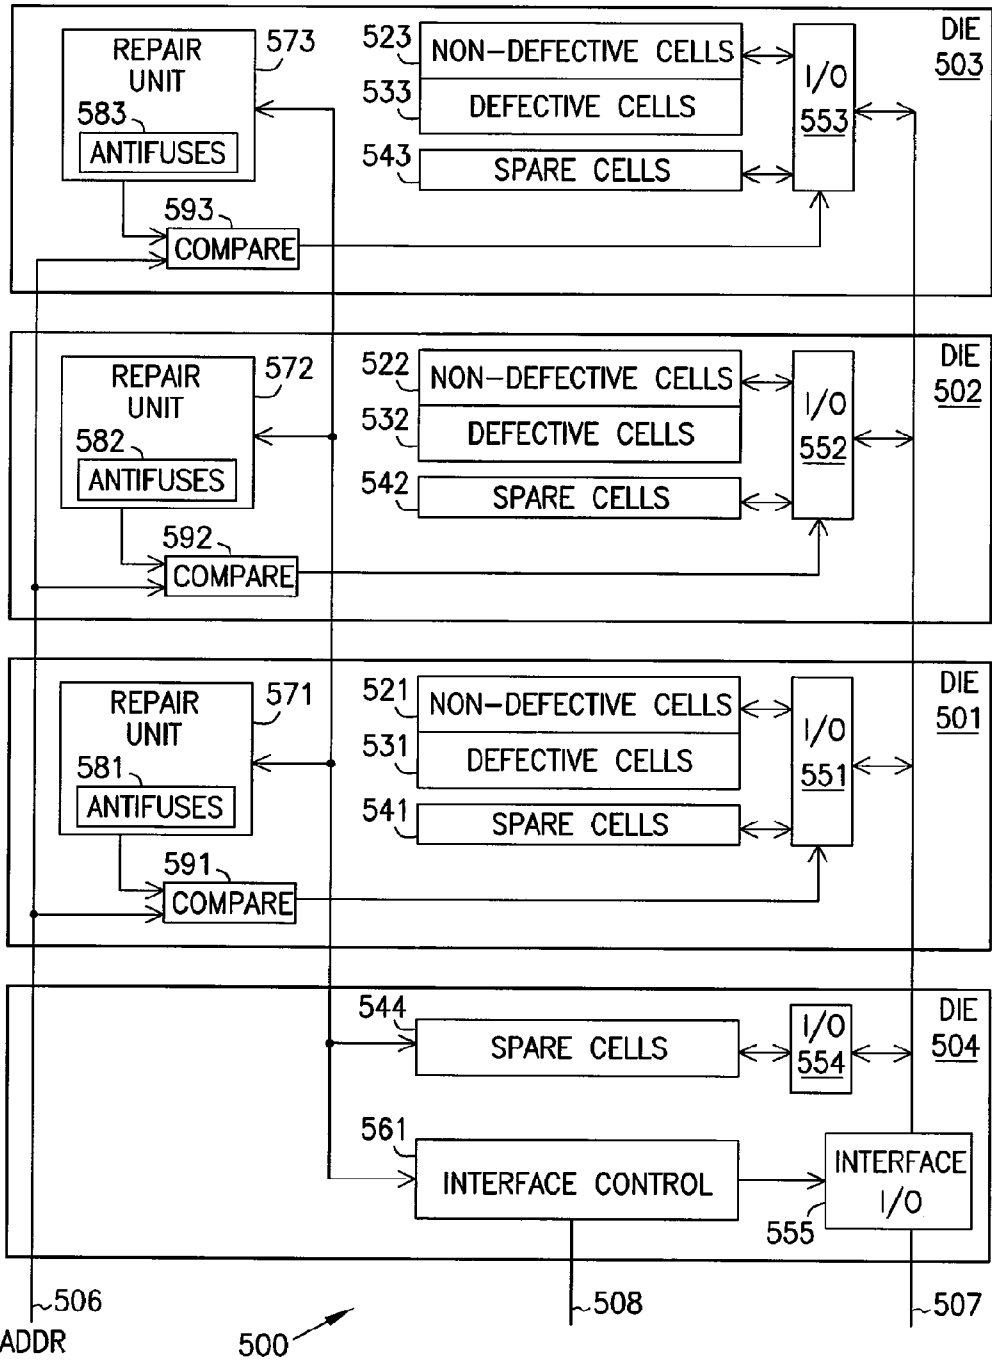 DIE
503
REPAIR
UNIT
573
583
ANTIFUSES
593
COMPARE
523
NON-DEFECTIVE CELLS
533
DEFECTIVE CELLS
543
SPARE CELLS
I/O
553
DIE
502
REPAIR
UNIT
572
582
ANTIFUSES
592
COMPARE
522
NON-DEFECTIVE CELLS
532
DEFECTIVE CELLS
542
SPARE CELLS
I/O
552
DIE
501
REPAIR
UNIT
571
581
ANTIFUSES
591
COMPARE
521
NON-DEFECTIVE CELLS
531
DEFECTIVE CELLS
541
SPARE CELLS
I/O
551
DIE
504
544
SPARE CELLS
I/O
554
561
INTERFACE CONTROL
INTERFACE
I/O
555
506
ADDR
500
508
507